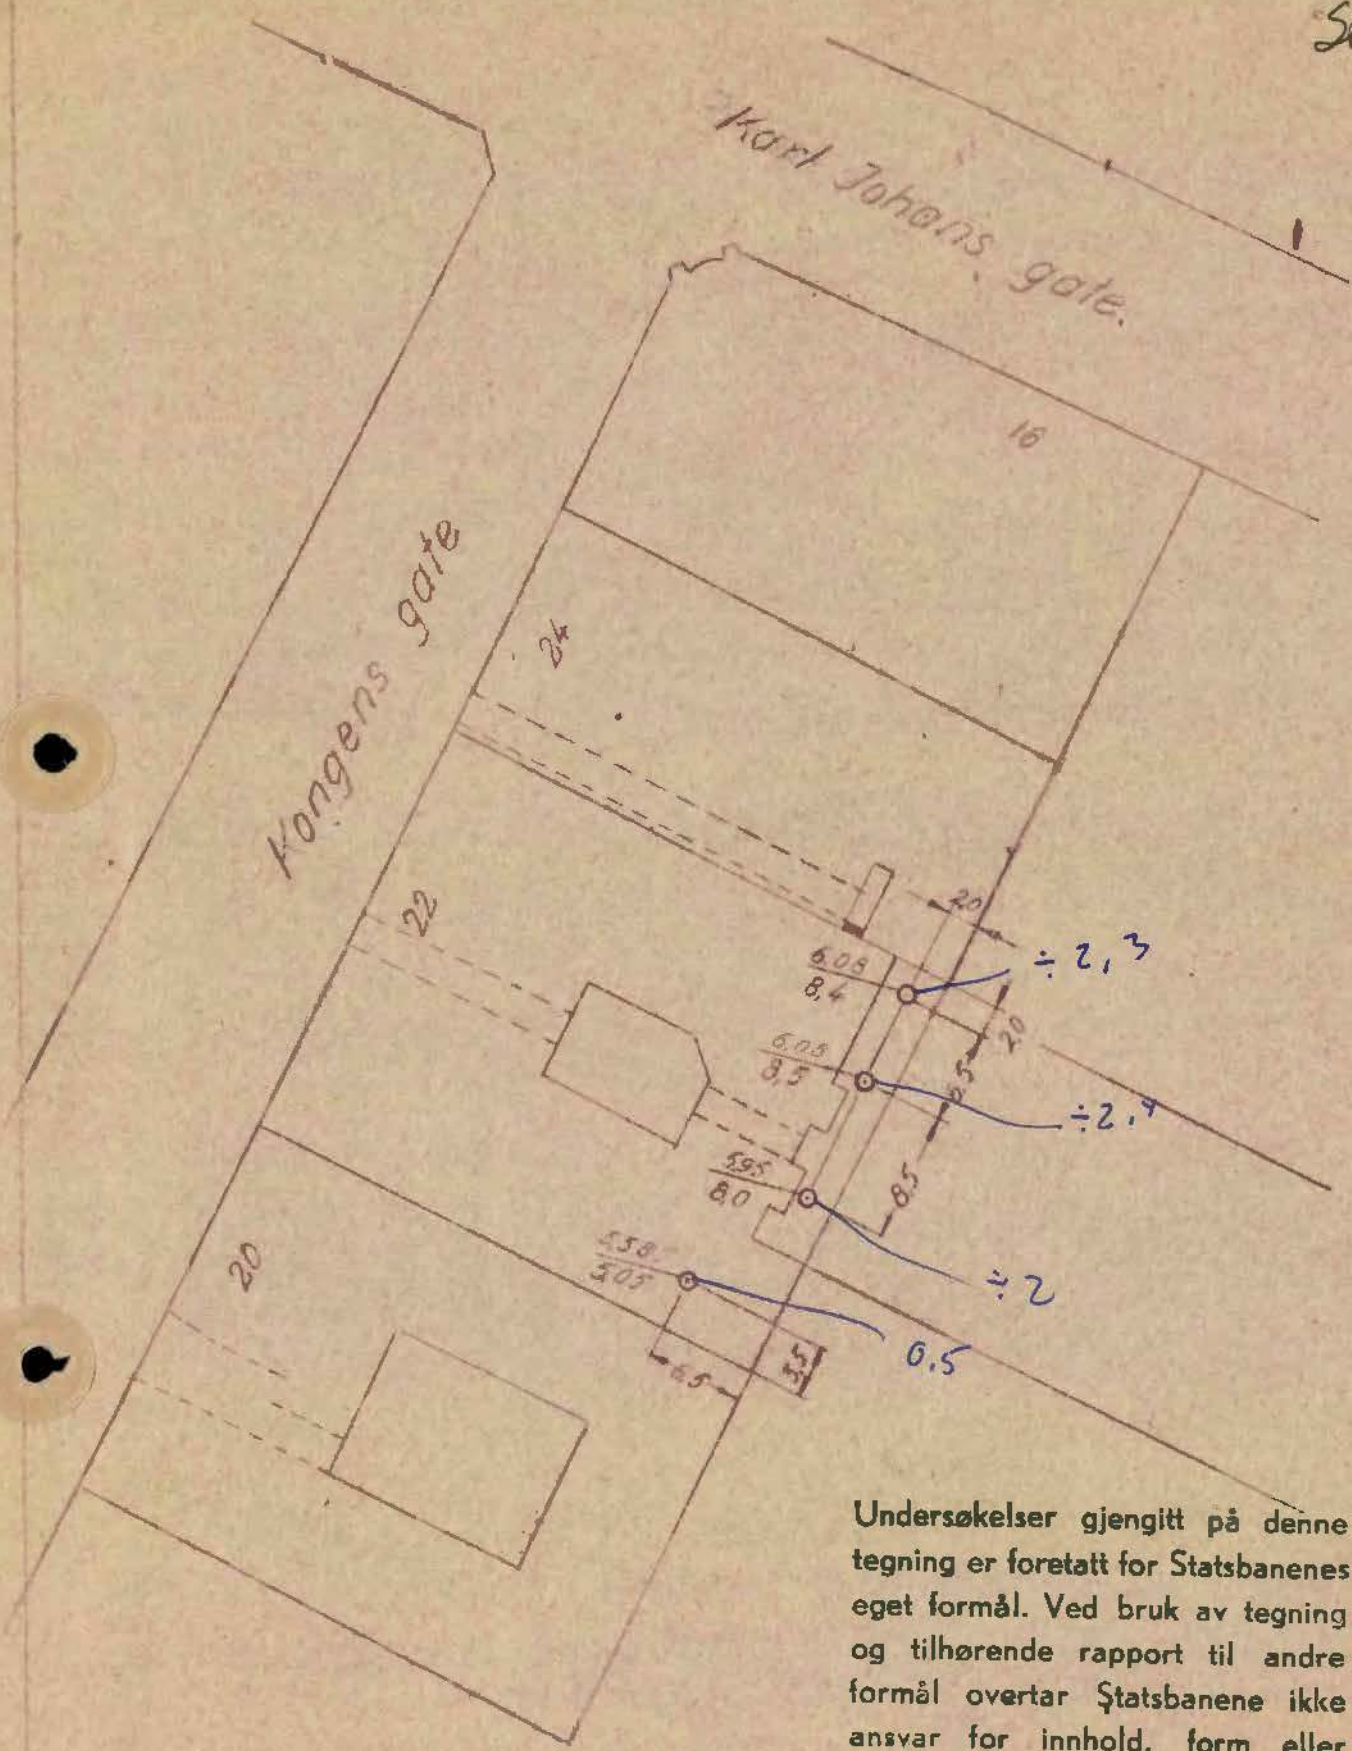 Karl Johans gate.
16
Kongens gate
24
22
20
20
6.08
8,4
÷ 2,3
20
6.05
8,5
8.5
÷2,4
5.95
8.0
8.5
÷2
5.58
5.05
0.5
6.5
3.5
Undersøkelser gjengitt på denne
tegning er foretatt for Statsbanenes
eget formål. Ved bruk av tegning
og tilhørende rapport til andre
formål overtar Statsbanene ikke
ansvar for innhold, form eller